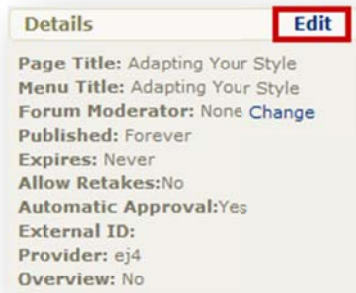 Details Edit
Page Title: Adapting Your Style
Menu Title: Adapting Your Style
Forum Moderator: None Change
Published: Forever
Expires: Never
Allow Retakes:No
Automatic Approval:Yes
External ID:
Provider: ej4
Overview: No